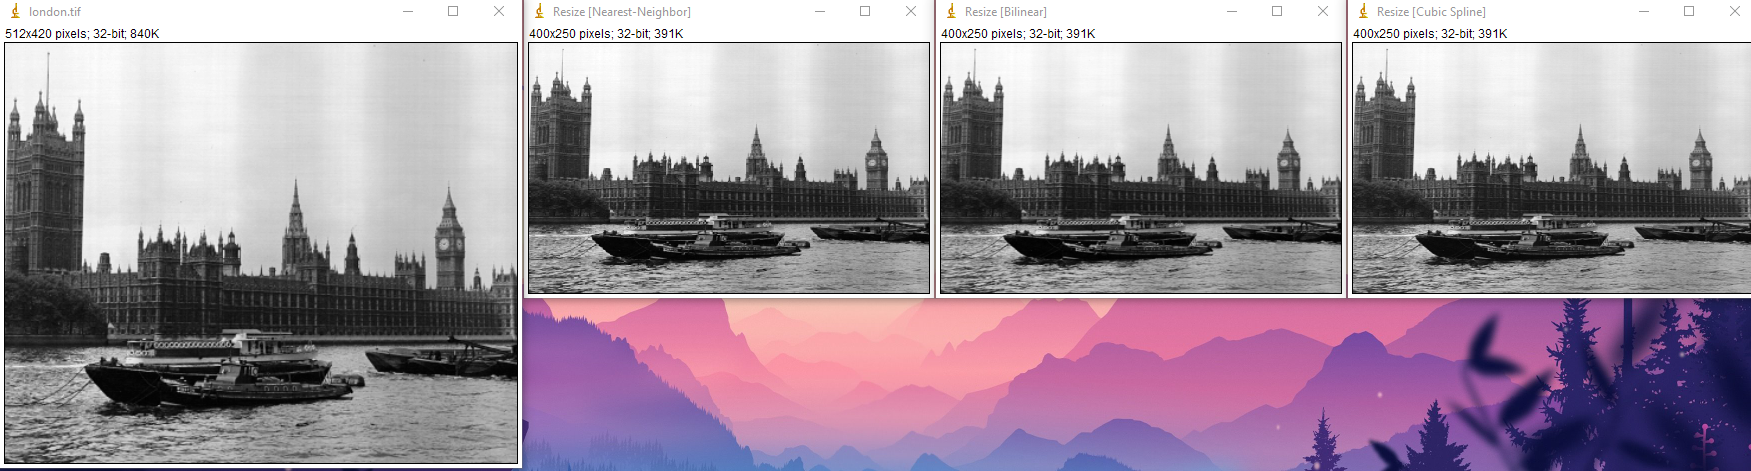 london.tif
512x420 pixels; 32-bit; 840K
Resize [Nearest-Neighbor]
400x250 pixels; 32-bit; 391K
Resize [Bilinear]
400x250 pixels; 32-bit; 391K
Resize [Cubic Spline]
400x250 pixels; 32-bit; 391K